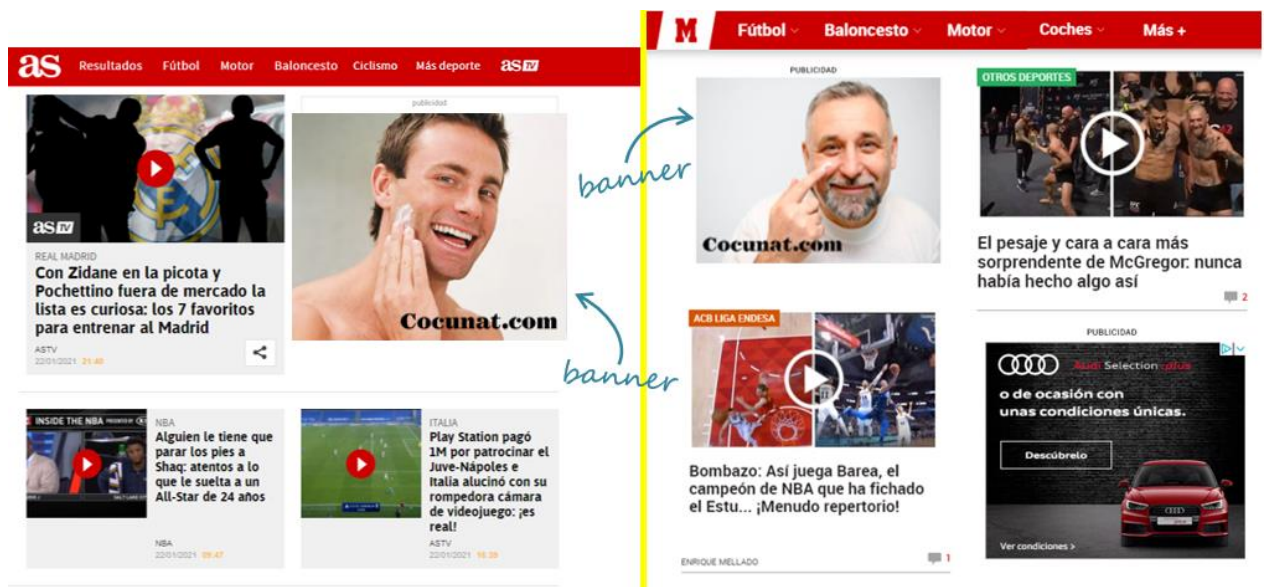 as Resultados Fútbol Motor Baloncesto Ciclismo Más deporte as TV
as TV
REAL MADRID
Con Zidane en la picota y
Pochettino fuera de mercado la
lista es curiosa: los 7 favoritos
para entrenar al Madrid
ASTV
22/01/2021 21:40
publicidad
Cocunat.com
banner
INSIDE THE NBA
NBA
Alguien le tiene que
parar los pies a
Shaq: atentos a lo
que le suelta a un
All-Star de 24 años
NBA
22/01/2021 09:47
ITALIA
Play Station pagó
1M por patrocinar el
Juve-Nápoles e
Italia alucinó con su
rompedora cámara
de videojuego: ¡es
real!
ASTV
22/01/2021 16:39
M Fútbol Baloncesto Motor Coches Más +
PUBLICIDAD
banner
Cocunat.com
ACB LIGA ENDESA
Bombazo: Así juega Barea, el
campeón de NBA que ha fichado
el Estu... ¡Menudo repertorio!
ENRIQUE MELLADO
1
OTROS DEPORTES
El pesaje y cara a cara más
sorprendente de McGregor: nunca
había hecho algo así
2
PUBLICIDAD
Audi Selection :plus
o de ocasión con
unas condiciones únicas.
Descúbrelo
Ver condiciones >